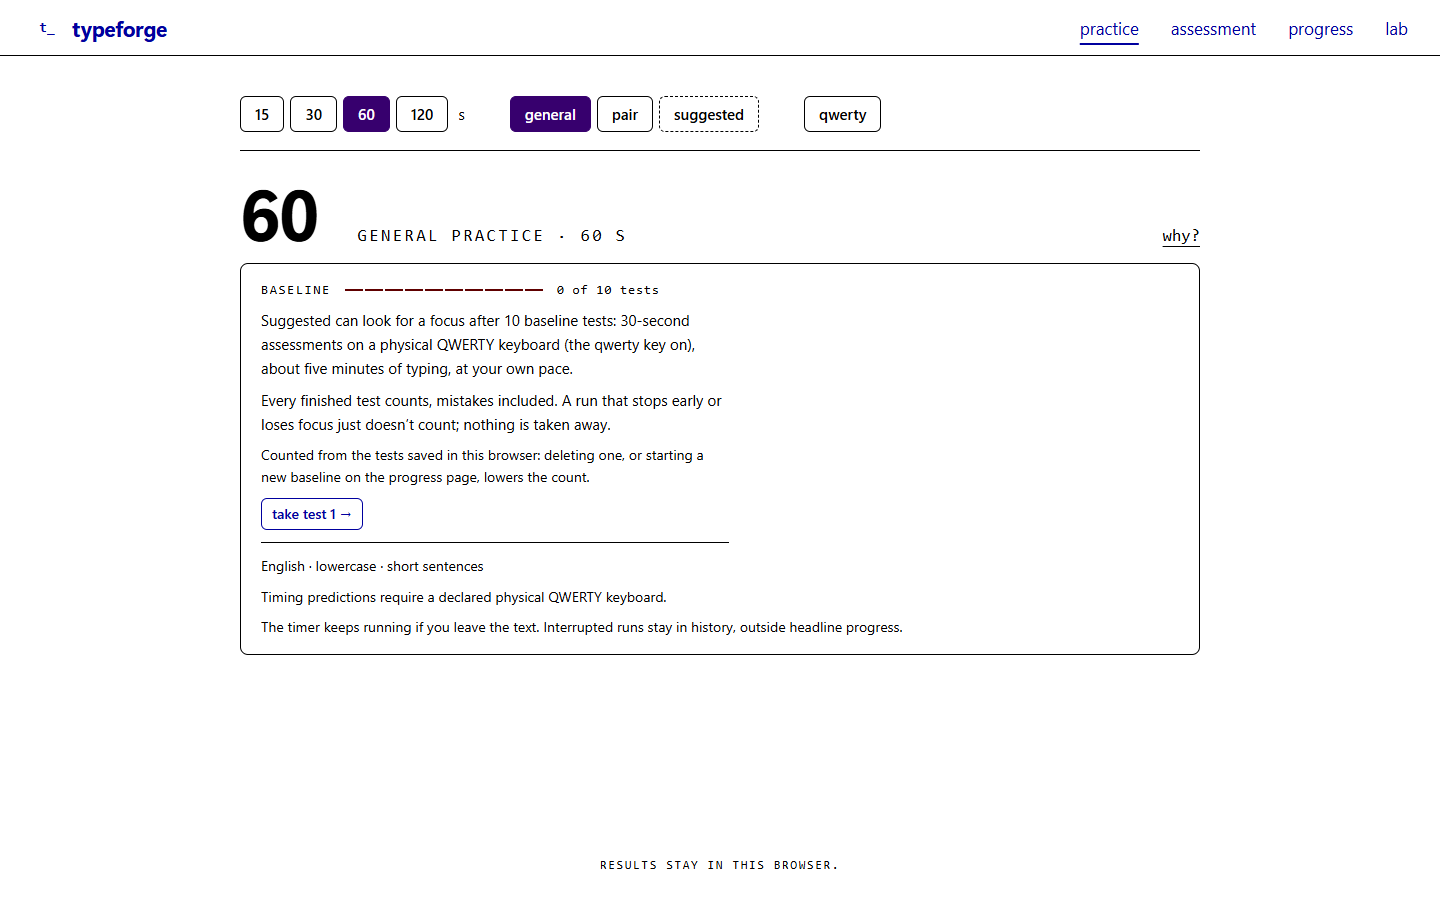 t_ typeforge practice assessment progress lab
15 30 60 120 s general pair suggested qwerty
60 GENERAL PRACTICE · 60 S why?
BASELINE 0 of 10 tests
Suggested can look for a focus after 10 baseline tests: 30-second
assessments on a physical QWERTY keyboard (the qwerty key on),
about five minutes of typing, at your own pace.
Every finished test counts, mistakes included. A run that stops early or
loses focus just doesn't count; nothing is taken away.
Counted from the tests saved in this browser: deleting one, or starting a
new baseline on the progress page, lowers the count.
take test 1 →
English · lowercase · short sentences
Timing predictions require a declared physical QWERTY keyboard.
The timer keeps running if you leave the text. Interrupted runs stay in history, outside headline progress.
RESULTS STAY IN THIS BROWSER.